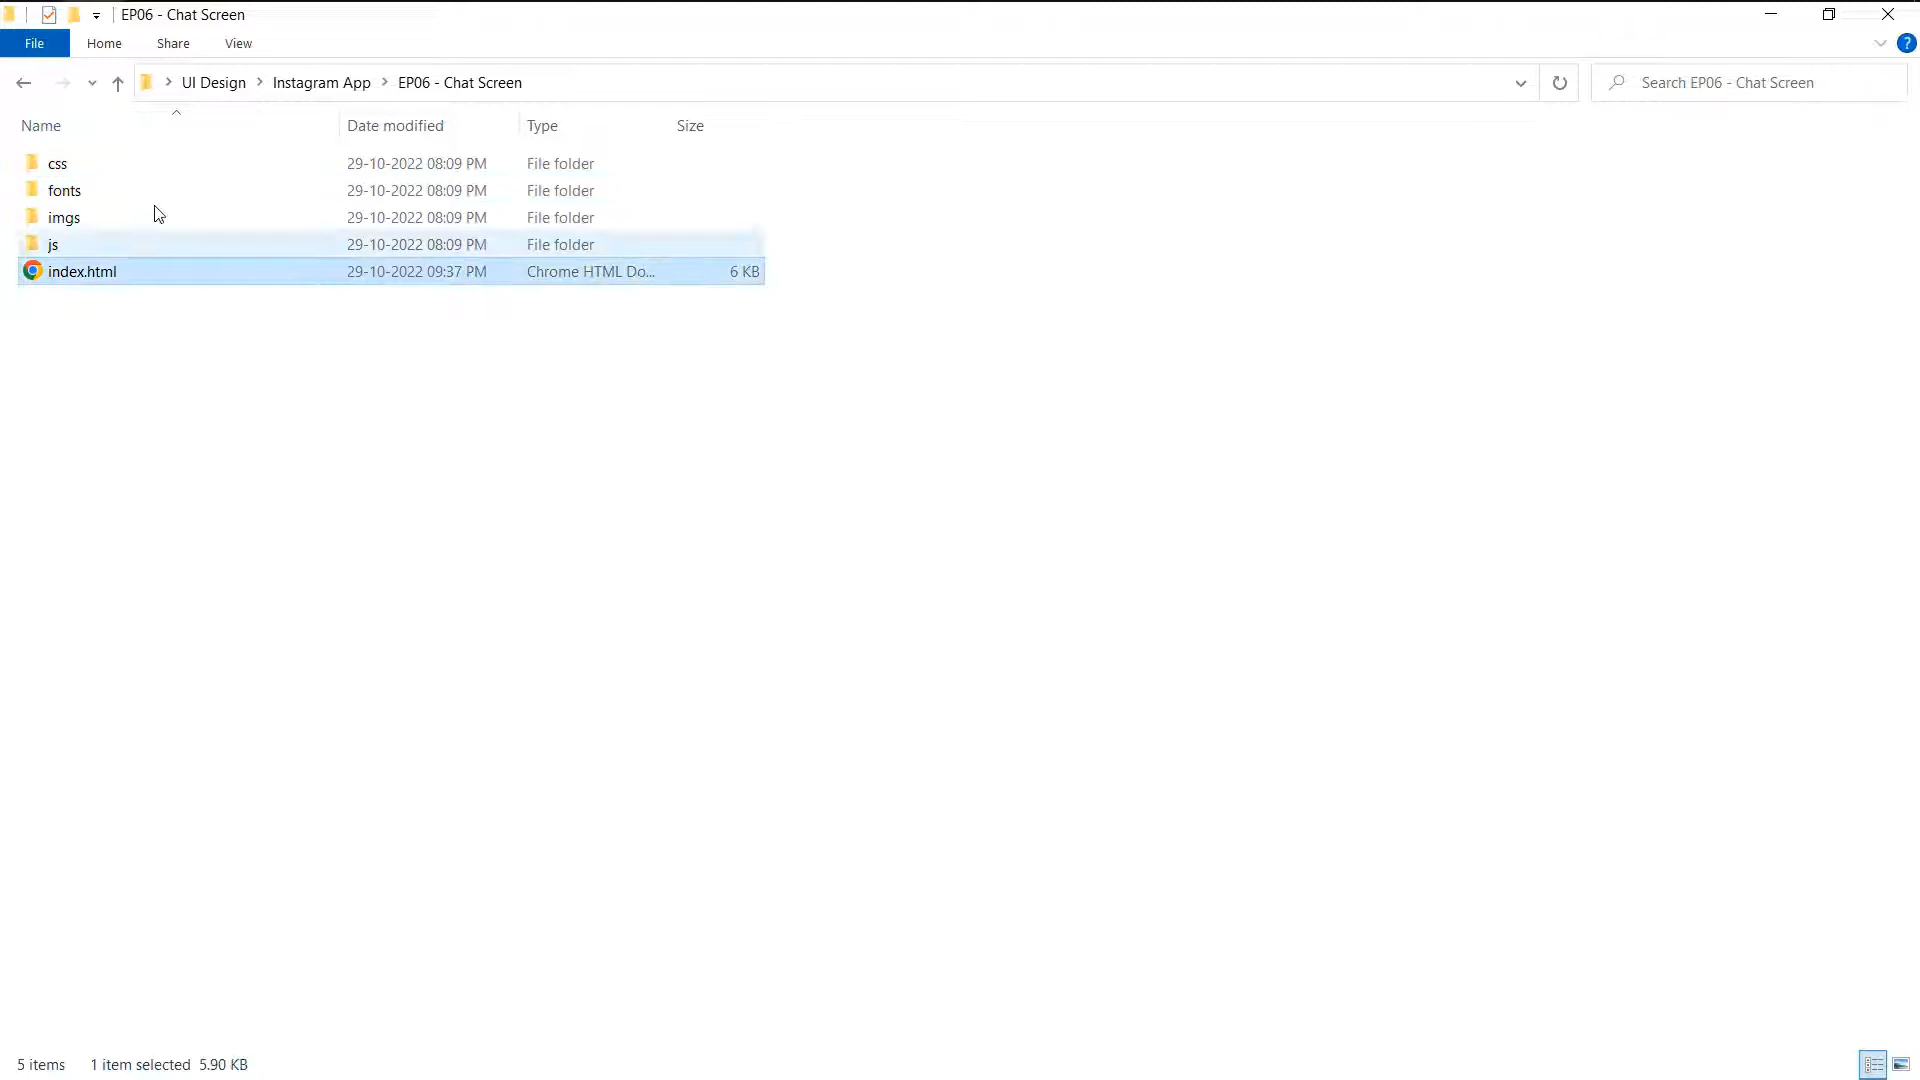 EP06 - Chat Screen
File Home Share View ?
UI Design Instagram App EP06 - Chat Screen Search EP06 - Chat Screen
Name Date modified Type Size
css 29-10-2022 08:09 PM File folder
fonts 29-10-2022 08:09 PM File folder
imgs 29-10-2022 08:09 PM File folder
js 29-10-2022 08:09 PM File folder
index.html 29-10-2022 09:37 PM Chrome HTML Do... 6 KB
5 items 1 item selected 5.90 KB